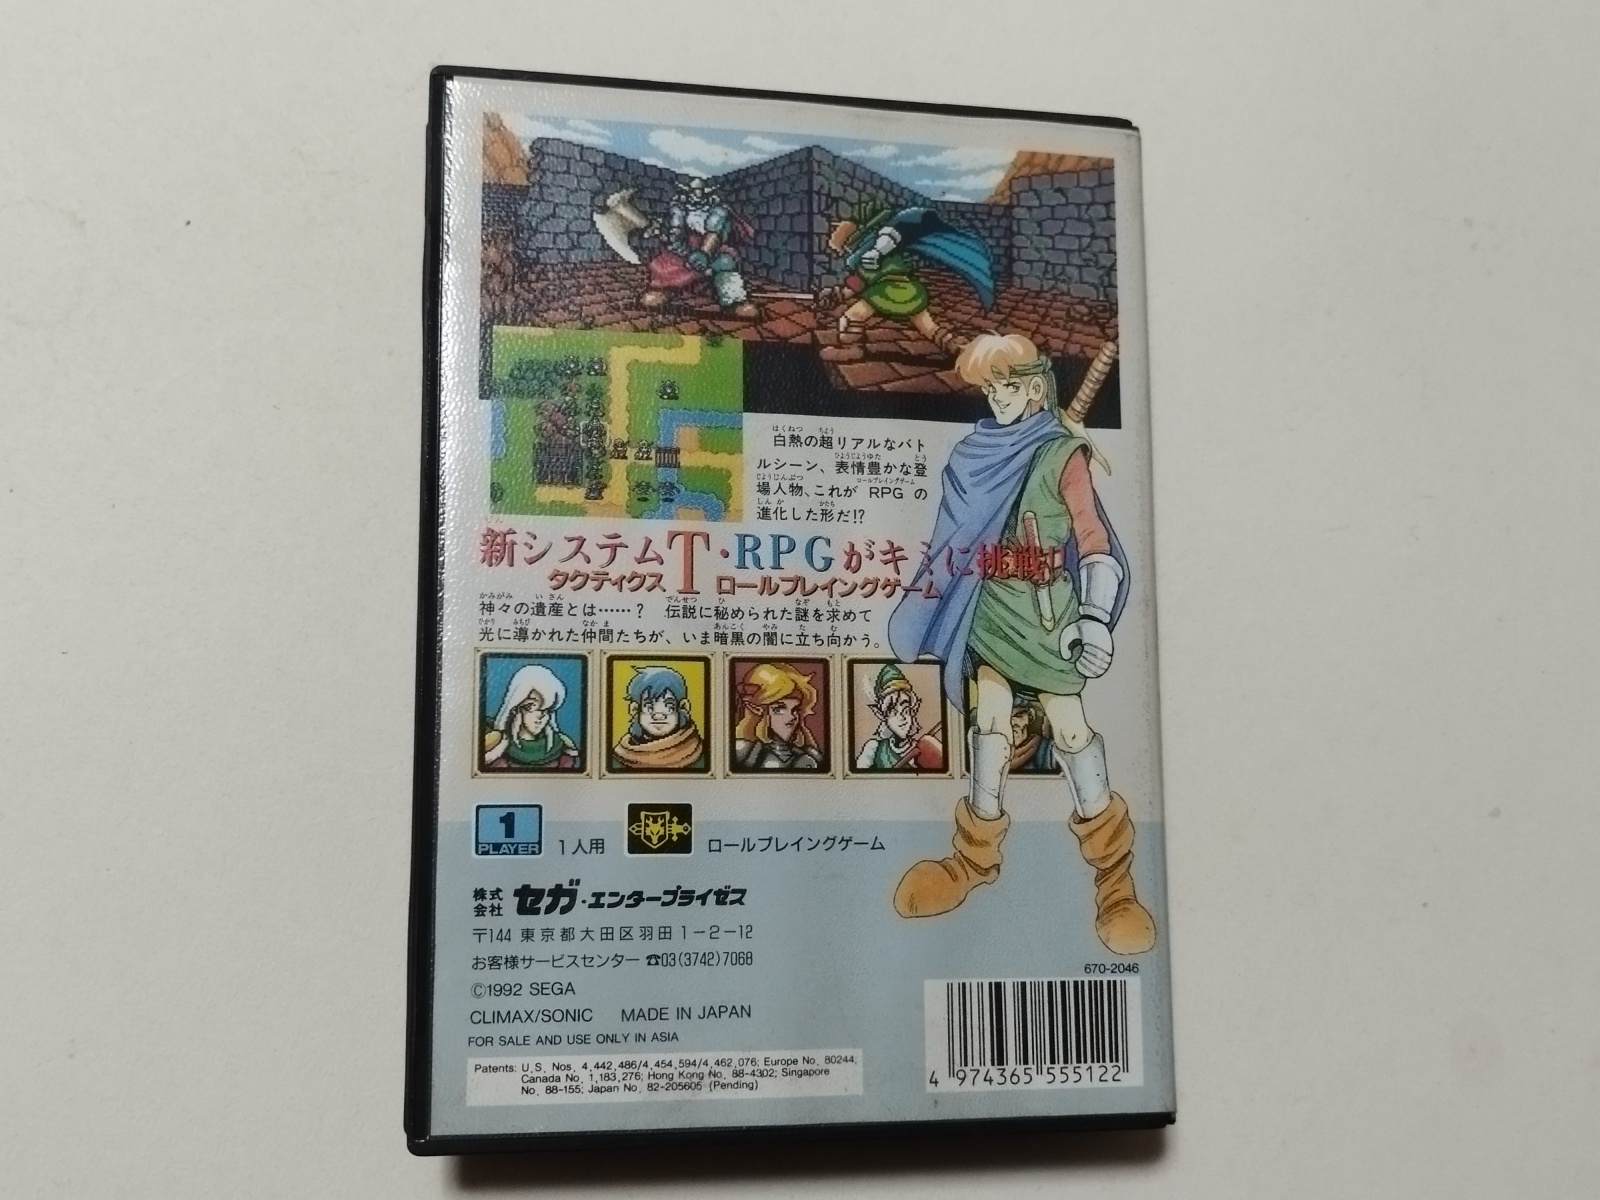 白熱の超リアルなバト
ルシーン、表情豊かな登
場人物、これが RPG の
進化した形だ!?
新システムT・RPGがキミに挑戦!!
タクティクス ロールプレイングゲーム
神々の遺産とは……? 伝説に秘められた謎を求めて
光に導かれた仲間たちが、いま暗黒の闇に立ち向かう。
1 PLAYER 1人用 ロールプレイングゲーム
株式会社 セガ・エンタープライゼス
〒144 東京都大田区羽田1-2-12
お客様サービスセンター ☎03(3742)7068
©1992 SEGA
CLIMAX/SONIC MADE IN JAPAN
FOR SALE AND USE ONLY IN ASIA
Patents: U.S. Nos. 4,442,486/4,454,594/4,462,076; Europe No. 80244;
Canada No. 1,183,276; Hong Kong No. 88-4302; Singapore
No. 88-155; Japan No. 82-205605 (Pending)
670-2046
4 974365 555122